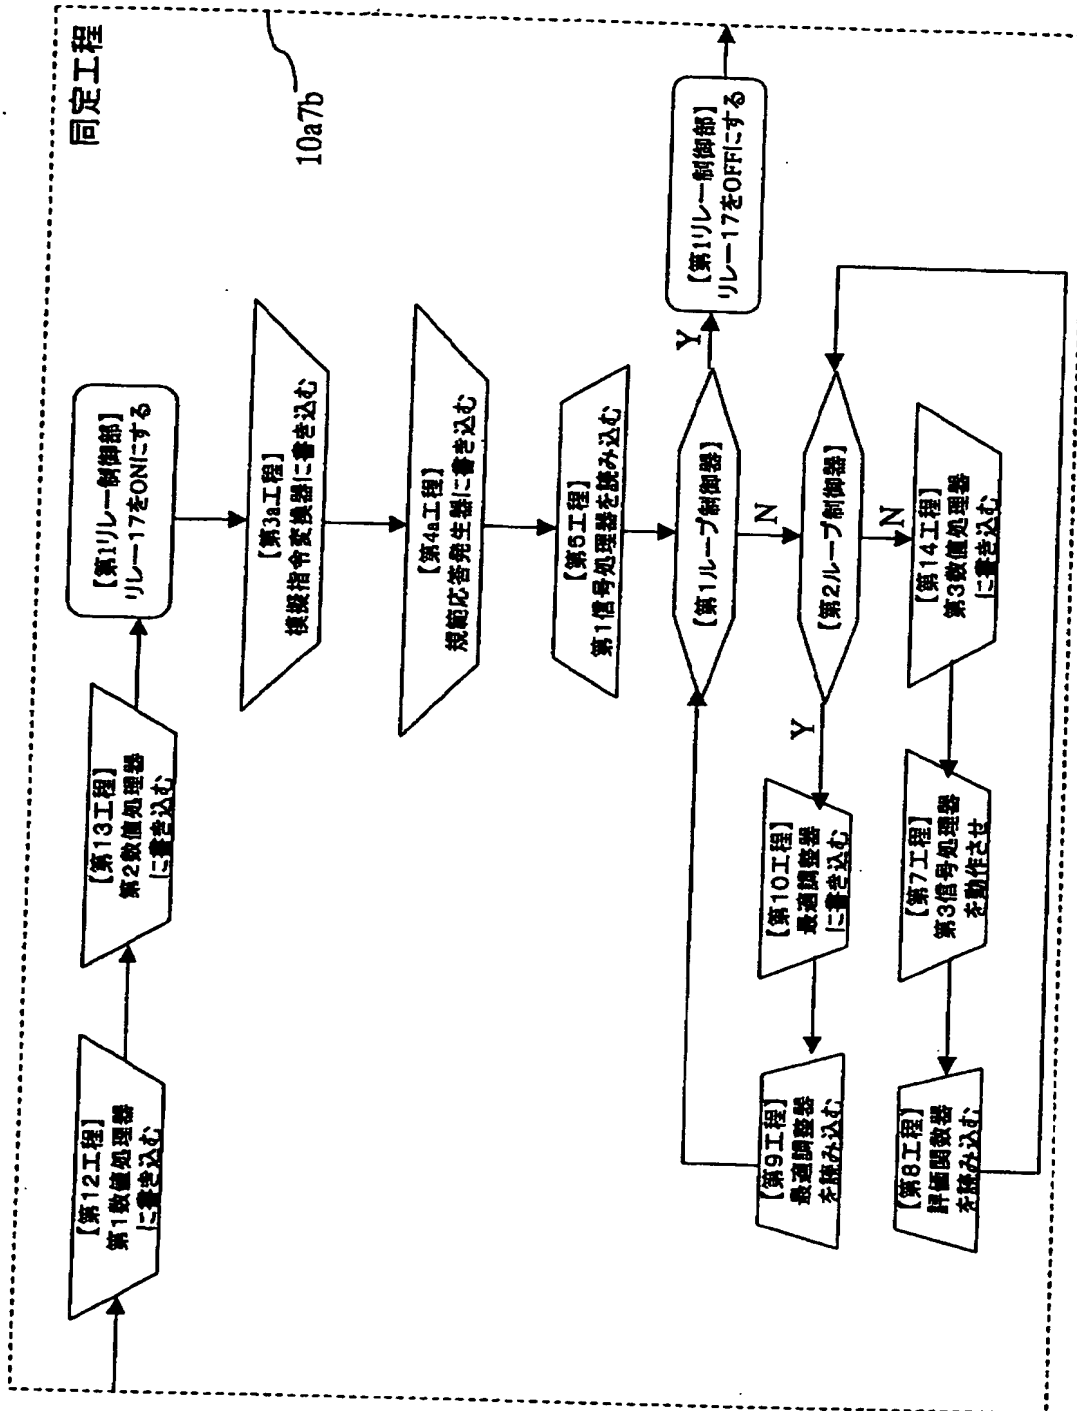 同定工程
10a7b
【第12工程】
第1数値処理器
に書き込む
【第13工程】
第2数値処理器
に書き込む
【第1リレー制御部】
リレー17をONにする
【第3a工程】
模擬指令変換器に書き込む
【第4a工程】
規範応答発生器に書き込む
【第5工程】
第1信号処理器を読み込む
【第1ループ制御器】
Y
【第1リレー制御部】
リレー17をOFFにする
N
【第2ループ制御器】
Y
【第10工程】
最適調整器
に書き込む
【第9工程】
最適調整器
を読み込む
N
【第14工程】
第3数値処理器
に書き込む
【第7工程】
第3信号処理器
を動作させ
【第8工程】
評価関数器
を読み込む